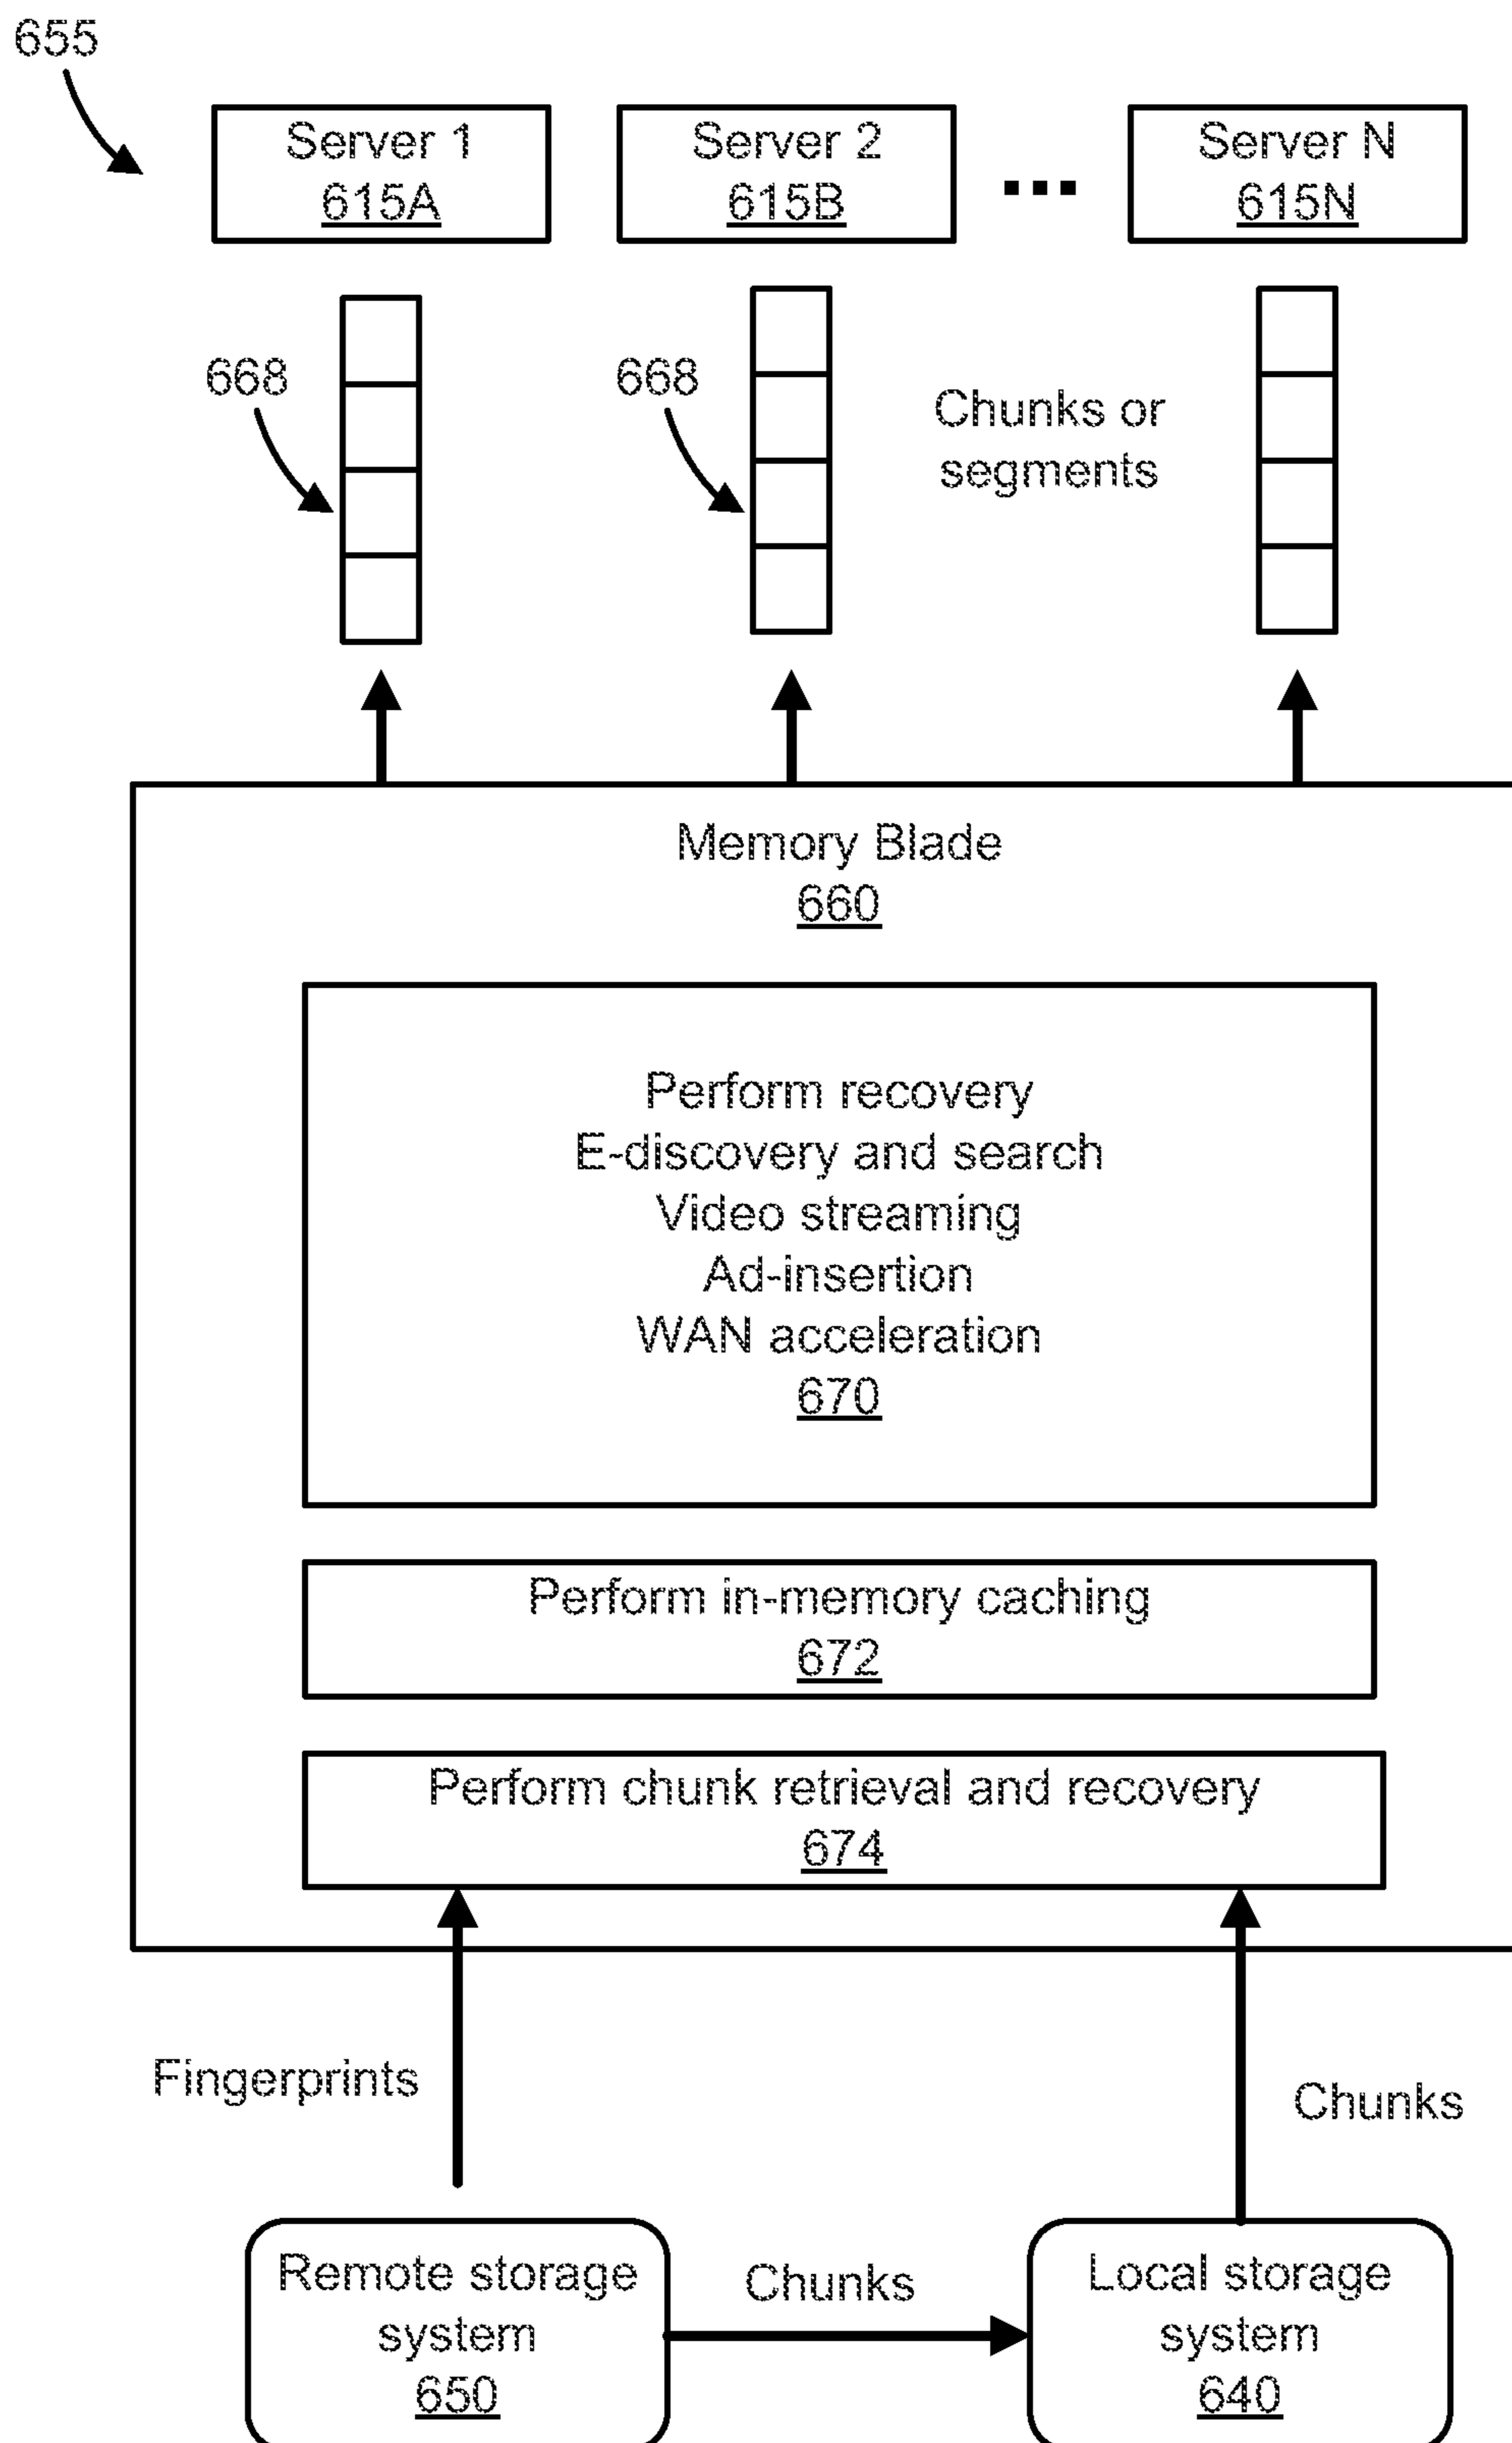 655
Server 1
615A
Server 2
615B
Server N
615N
668
668
Chunks or
segments
Memory Blade
660
Perform recovery
E-discovery and search
Video streaming
Ad-insertion
WAN acceleration
670
Perform in-memory caching
672
Perform chunk retrieval and recovery
674
Fingerprints
Chunks
Remote storage
system
650
Chunks
Local storage
system
640